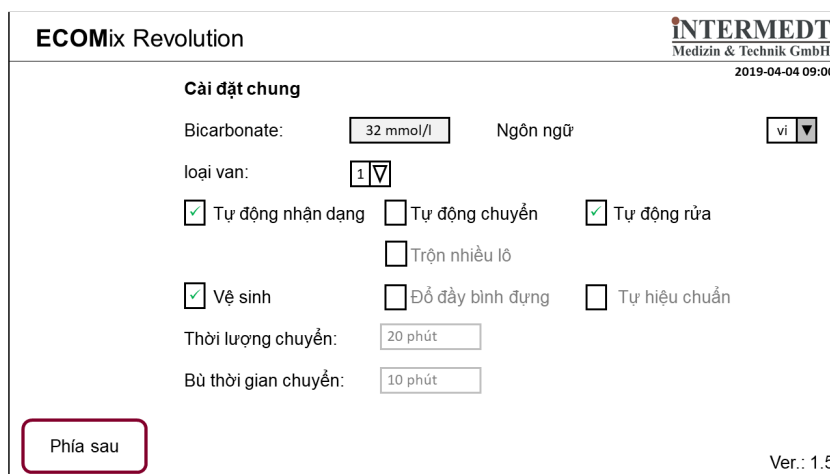 ECOMix Revolution
iNTERMEDT
Medizin & Technik GmbH
2019-04-04 09:00
Cài đặt chung
Bicarbonate: 32 mmol/l Ngôn ngữ vi
loại van: 1
Tự động nhận dạng Tự động chuyển Tự động rửa
Trộn nhiều lô
Vệ sinh Đổ đầy bình đựng Tự hiệu chuẩn
Thời lượng chuyển: 20 phút
Bù thời gian chuyển: 10 phút
Phía sau
Ver.: 1.5